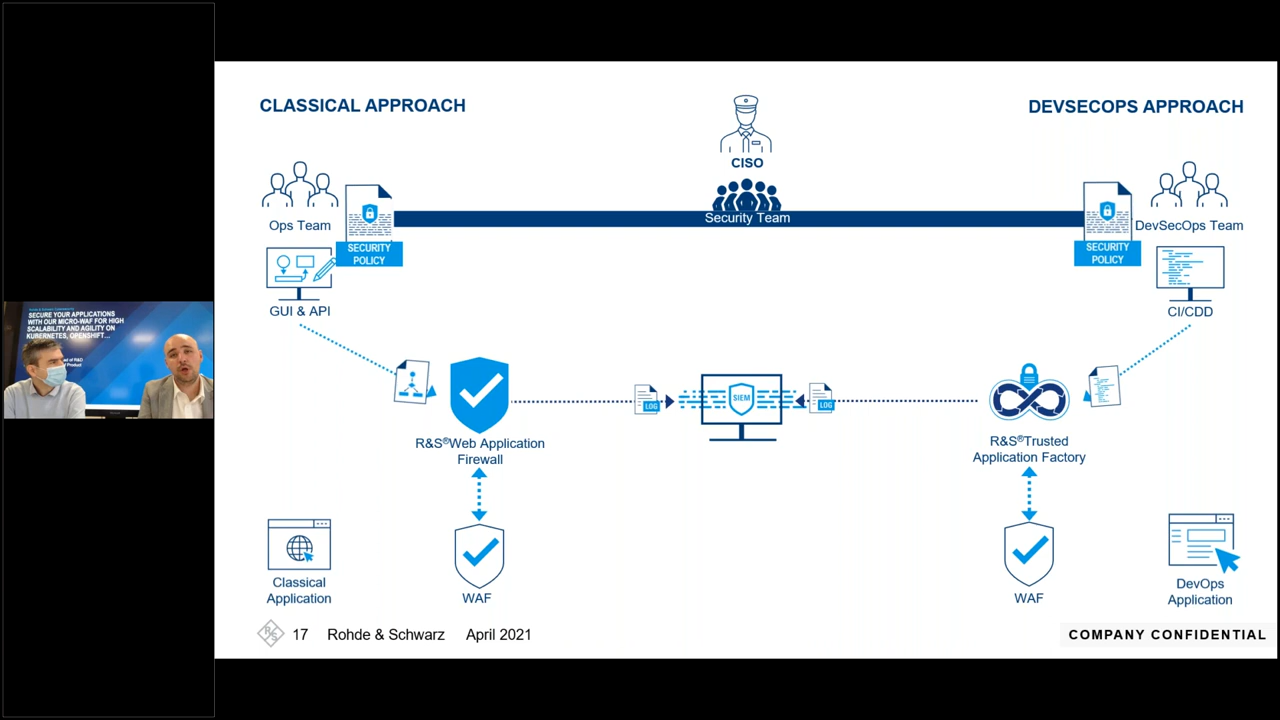 CLASSICAL APPROACH
DEVSECOPS APPROACH
CISO
Security Team
Ops Team
SECURITY
POLICY
GUI & API
DevSecOps Team
SECURITY
POLICY
CI/CDD
SECURE YOUR APPLICATIONS
WITH OUR MICRO-WAF FOR HIGH
SCALABILITY AND AGILITY ON
KUBERNETES, OPENSHIFT…
R&S®Web Application
Firewall
LOG
SIEM
LOG
R&S®Trusted
Application Factory
Classical
Application
WAF
WAF
DevOps
Application
R&S
17 Rohde & Schwarz April 2021
COMPANY CONFIDENTIAL